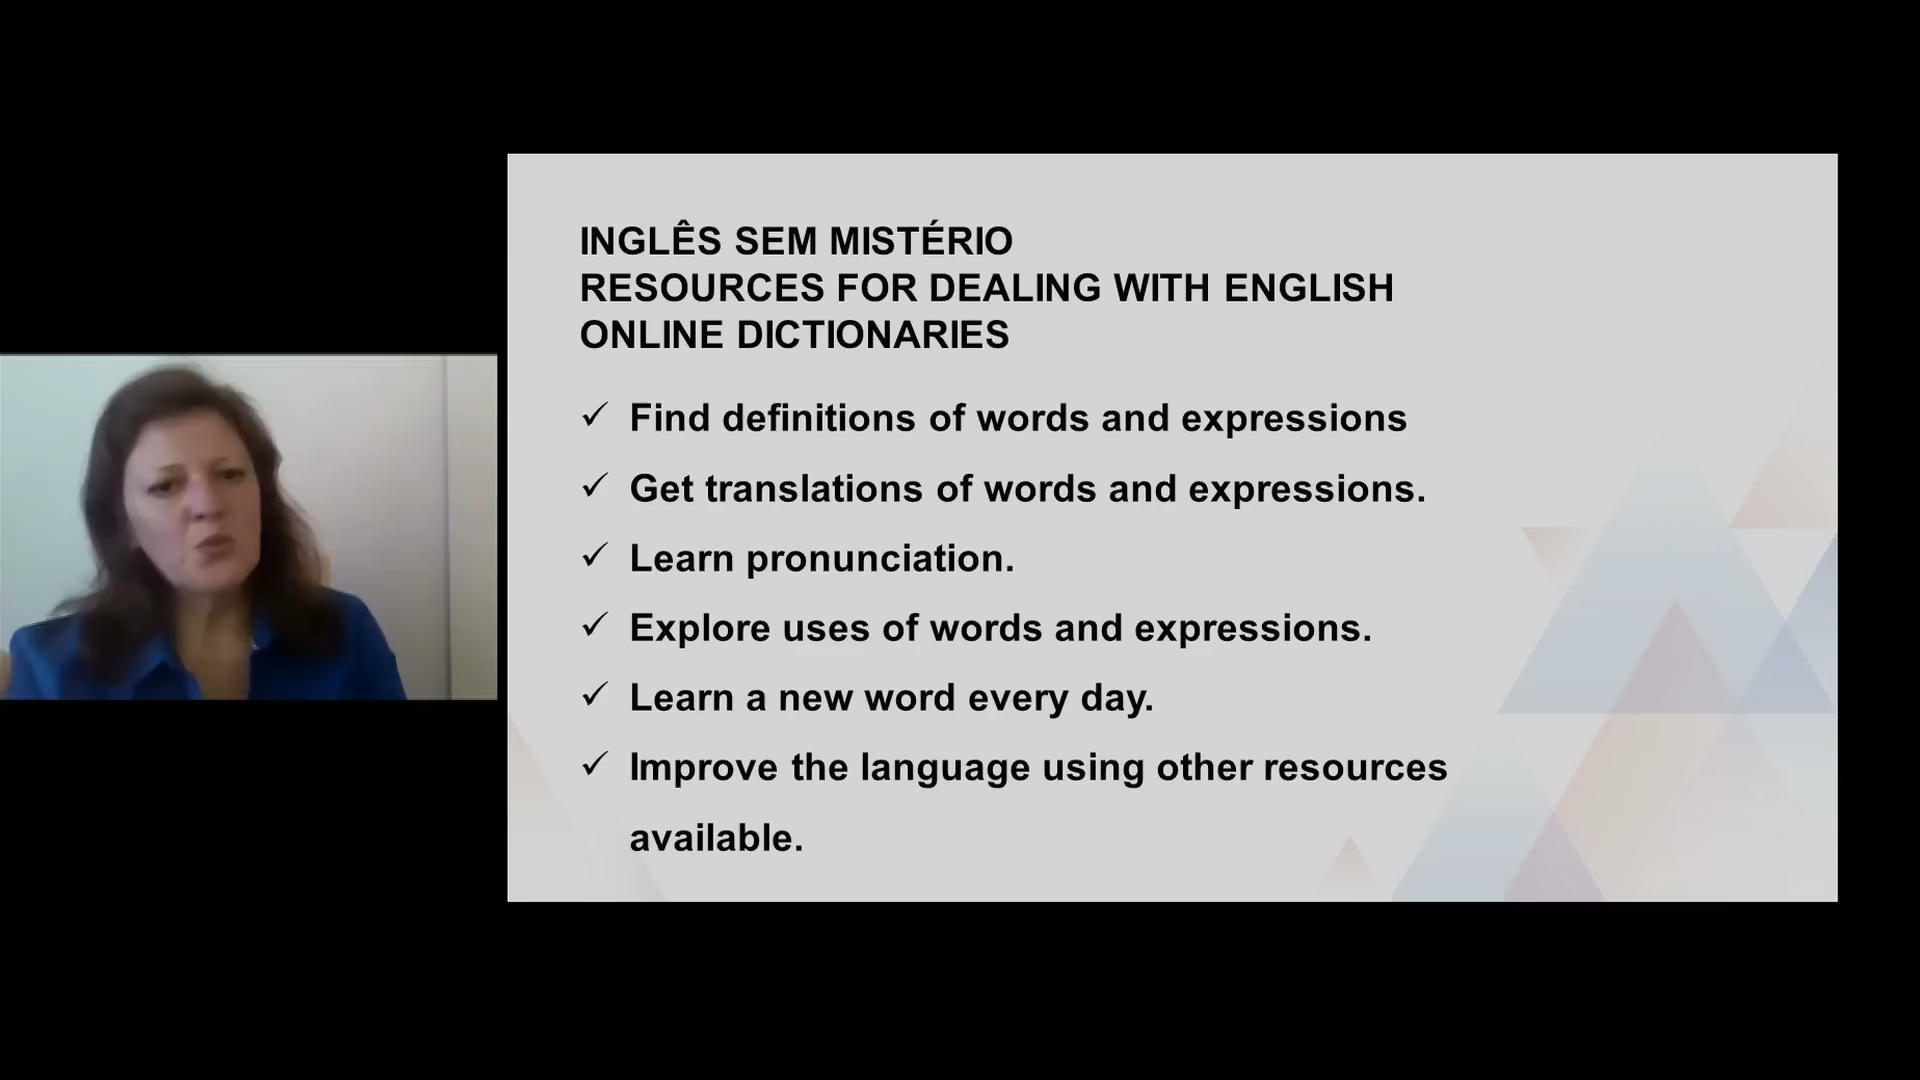 INGLÊS SEM MISTÉRIO
RESOURCES FOR DEALING WITH ENGLISH
ONLINE DICTIONARIES
✓ Find definitions of words and expressions
✓ Get translations of words and expressions.
✓ Learn pronunciation.
✓ Explore uses of words and expressions.
✓ Learn a new word every day.
✓ Improve the language using other resources
available.